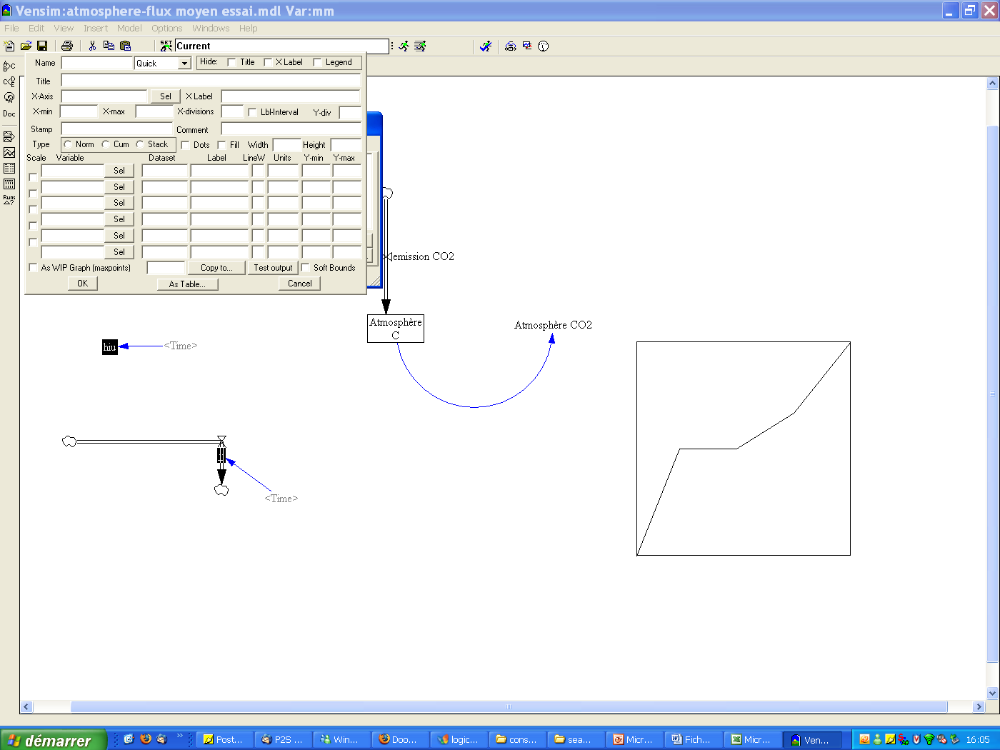 Vensim:atmosphere-flux moyen essai.mdl Var:mm
File Edit View Insert Model Options Windows Help
SET Current
Name Quick Hide: Title X Label Legend
Title
X-Axis Sel X Label
X-min X-max X-divisions Lbl-Interval Y-div
Stamp Comment
Type Norm Cum Stack Dots Fill Width Height
Scale Variable Dataset Label LineW Units Y-min Y-max
Sel
Sel
Sel
Sel
Sel
Sel
As WIP Graph (maxpoints) Copy to... Test output Soft Bounds
OK As Table... Cancel
Doc
Runs
emission CO2
Atmosphère
C
Atmosphère CO2
hiu
<Time>
<Time>
démarrer
Post...
P2S ...
Win...
Doo...
logic...
cons...
sea...
Micr...
Fich...
Micr...
Ven...
16:05